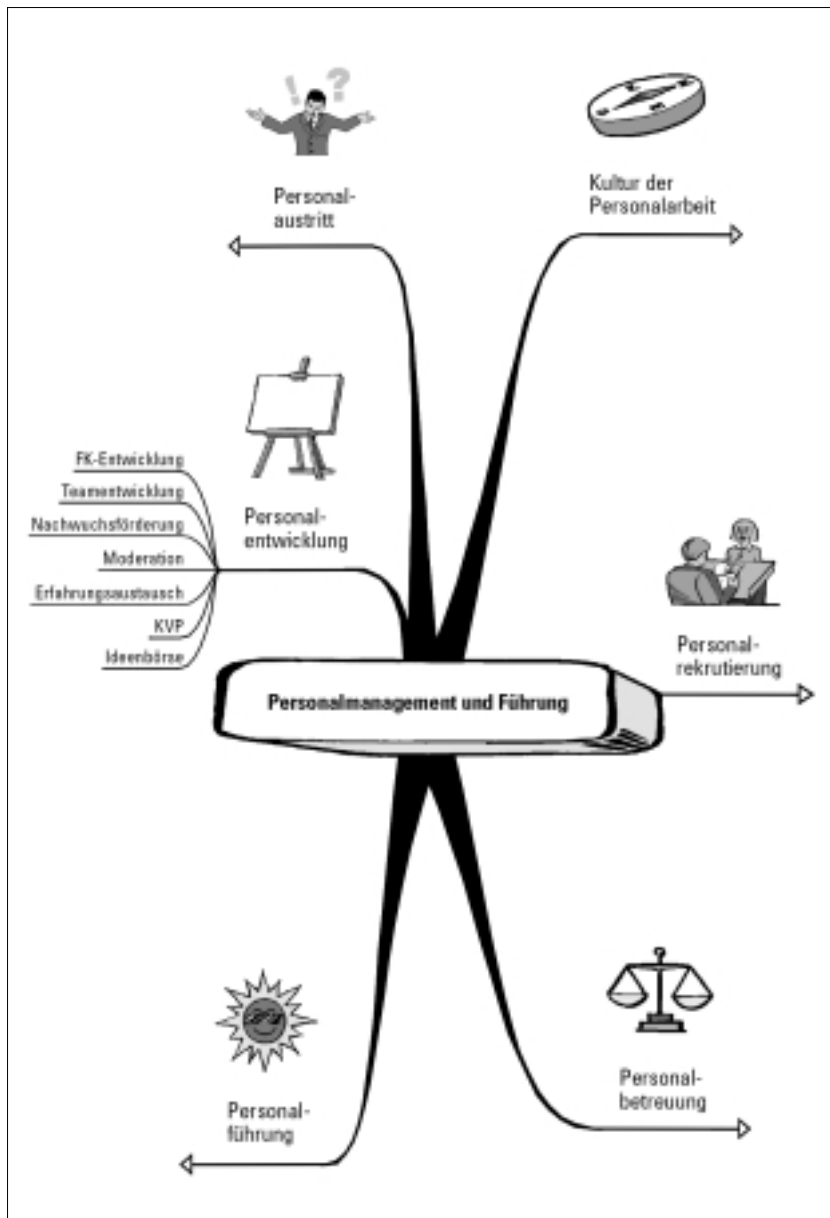 ! ?
Personal-
austritt
Kultur der
Personalarbeit
FK-Entwicklung
Teamentwicklung
Nachwuchsförderung
Moderation
Erfahrungsaustausch
KVP
Ideenbörse
Personal-
entwicklung
Personal-
rekrutierung
Personalmanagement und Führung
Personal-
führung
Personal-
betreuung